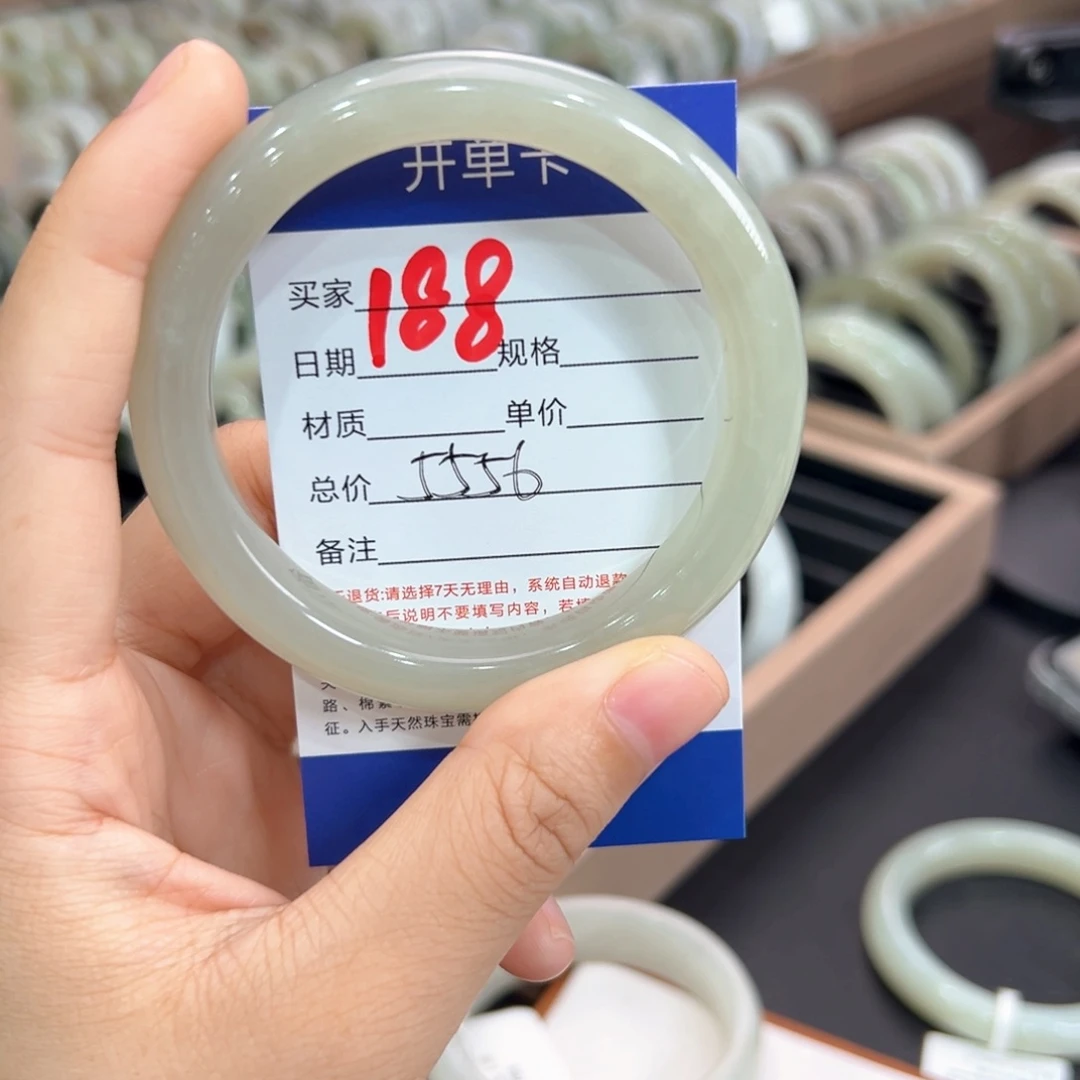 开单卡
买家 188
日期 规格
材质 单价
总价 5556
备注
退货:请选择7天无理由，系统自动退款
后说明不要填写内容，若
路、棉
征。入手天然珠宝需